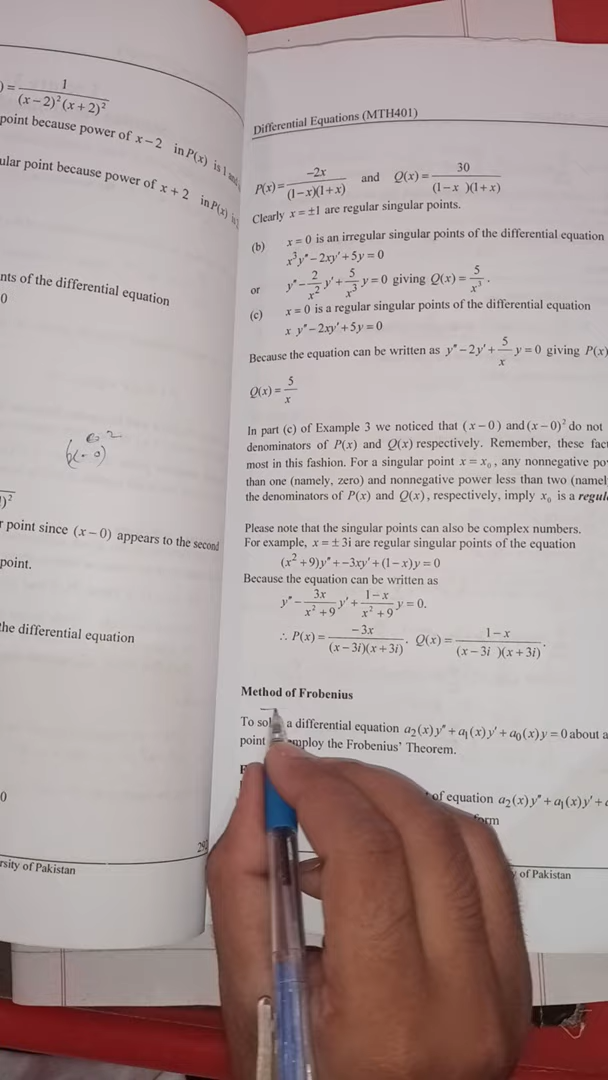 ) = 1 / (x−2)²(x+2)²
point because power of x−2 in P(x) is 1 and
ular point because power of x+2 in P(x) is
nts of the differential equation
0
)²
r point since (x−0) appears to the second
point.
he differential equation
0
rsity of Pakistan
Differential Equations (MTH401)
P(x)= −2x / (1−x)(1+x) and Q(x)= 30 / (1−x )(1+x)
Clearly x = ±1 are regular singular points.
(b) x = 0 is an irregular singular points of the differential equation
x³y″−2xy′+5y=0
or y″− 2/x² y′+ 5/x³ y=0 giving Q(x)= 5/x³ .
(c) x = 0 is a regular singular points of the differential equation
x y″−2xy′+5y=0
Because the equation can be written as y″−2y′+ 5/x y=0 giving P(x)
Q(x)= 5/x
In part (c) of Example 3 we noticed that (x−0) and (x−0)² do not
denominators of P(x) and Q(x) respectively. Remember, these fac
most in this fashion. For a singular point x = x₀, any nonnegative po
than one (namely, zero) and nonnegative power less than two (namel
the denominators of P(x) and Q(x), respectively, imply x₀ is a regul
Please note that the singular points can also be complex numbers.
For example, x = ± 3i are regular singular points of the equation
(x²+9)y″+−3xy′+(1−x)y=0
Because the equation can be written as
y″− 3x / x²+9 y′+ 1−x / x²+9 y=0.
∴ P(x)= −3x / (x−3i)(x+3i) . Q(x)= 1−x / (x−3i )(x+3i) .
Method of Frobenius
To sol a differential equation a₂(x)y″+a₁(x)y′+a₀(x)y=0 about a
point employ the Frobenius' Theorem.
of equation a₂(x)y″+a₁(x)y′+
form
y of Pakistan